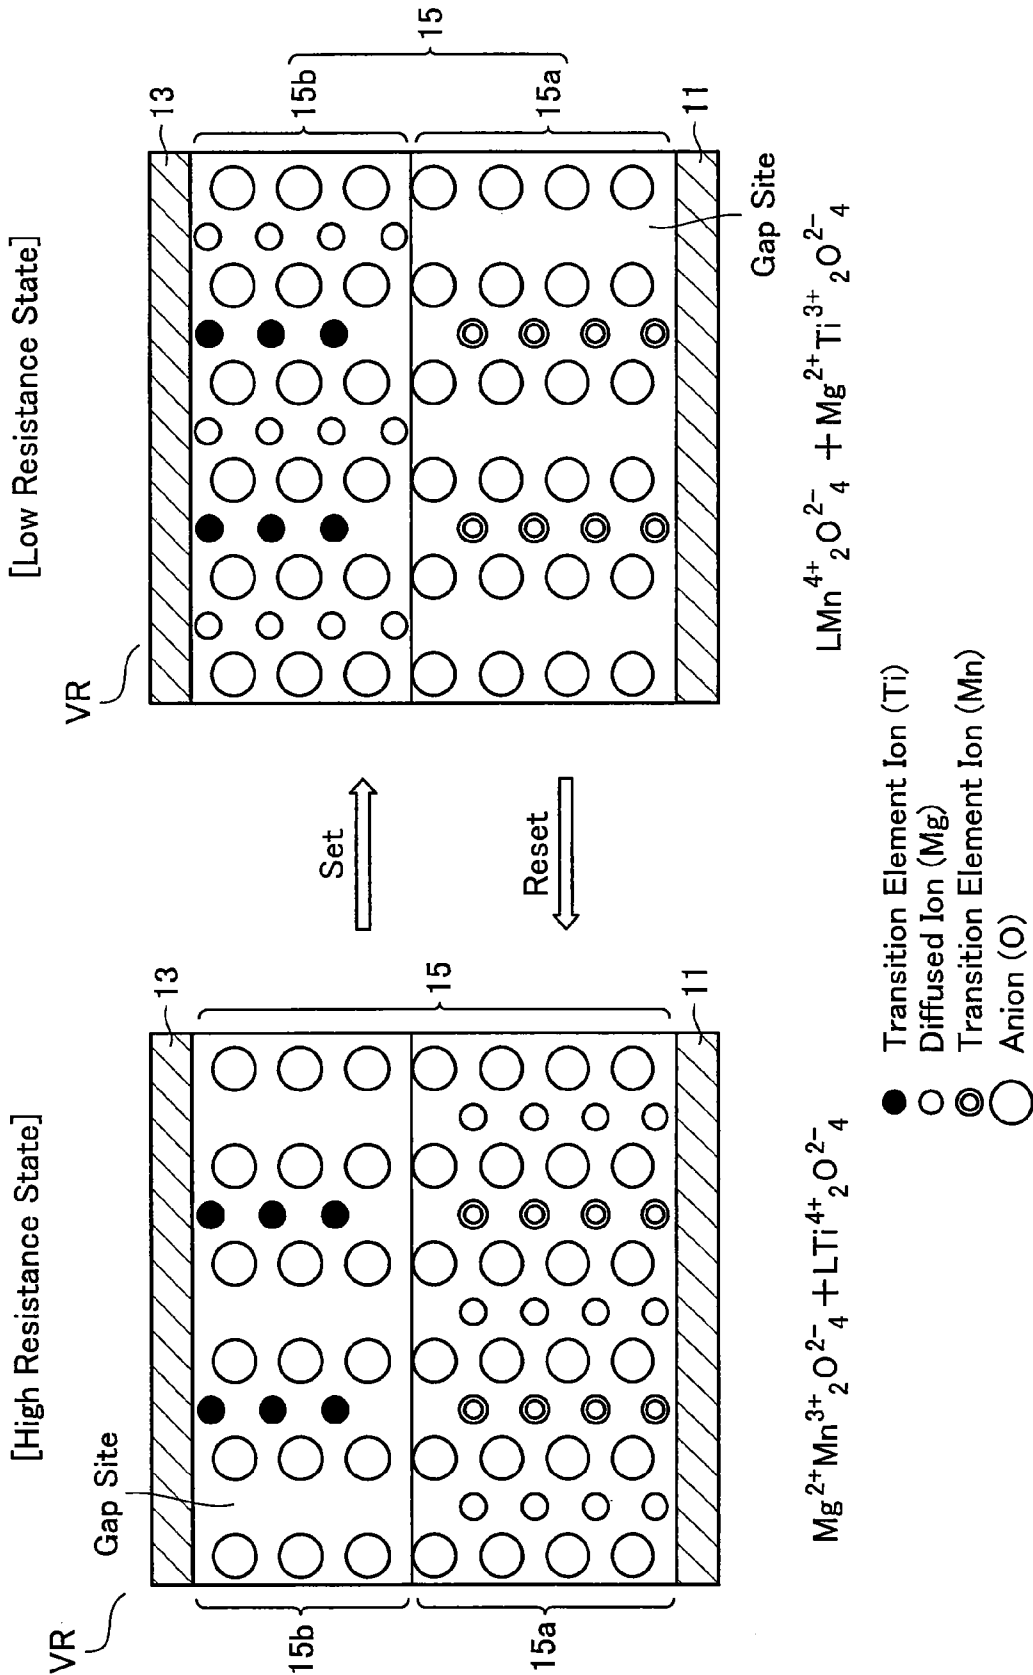 [High Resistance State]
VR
Gap Site
13
15b
15a
15
11
Mg²⁺Mn³⁺₂O²⁻₄+LTi⁴⁺₂O²⁻₄
Set
Reset
[Low Resistance State]
VR
13
15b
15a
15
11
Gap Site
LMn⁴⁺₂O²⁻₄+Mg²⁺Ti³⁺₂O²⁻₄
Transition Element Ion (Ti)
Diffused Ion (Mg)
Transition Element Ion (Mn)
Anion (O)